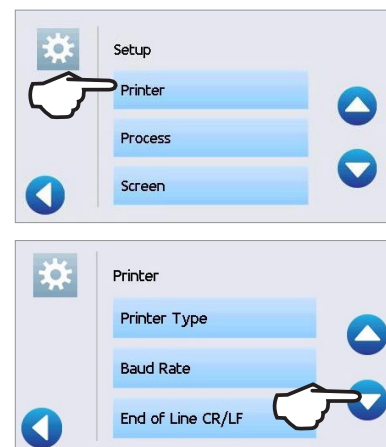 Setup
Printer
Process
Screen
Printer
Printer Type
Baud Rate
End of Line CR/LF